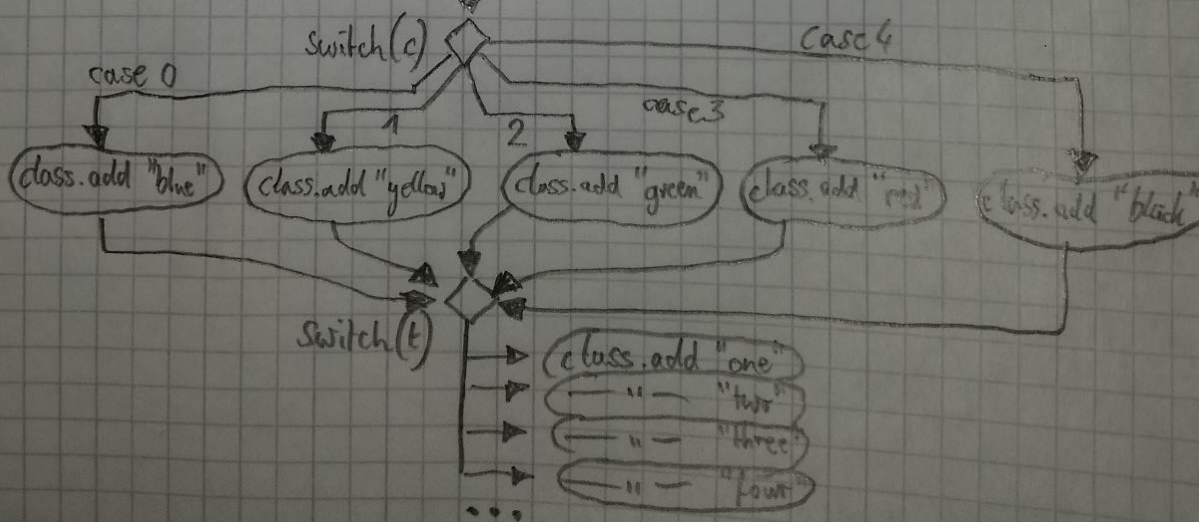 switch(c)
case 4
case 0
1
2
case 3
class.add "blue"
class.add "yellow"
class.add "green"
class.add "red"
class.add "black"
switch(t)
class.add "one"
— " — "two"
— " — "three"
— " — "four"
...